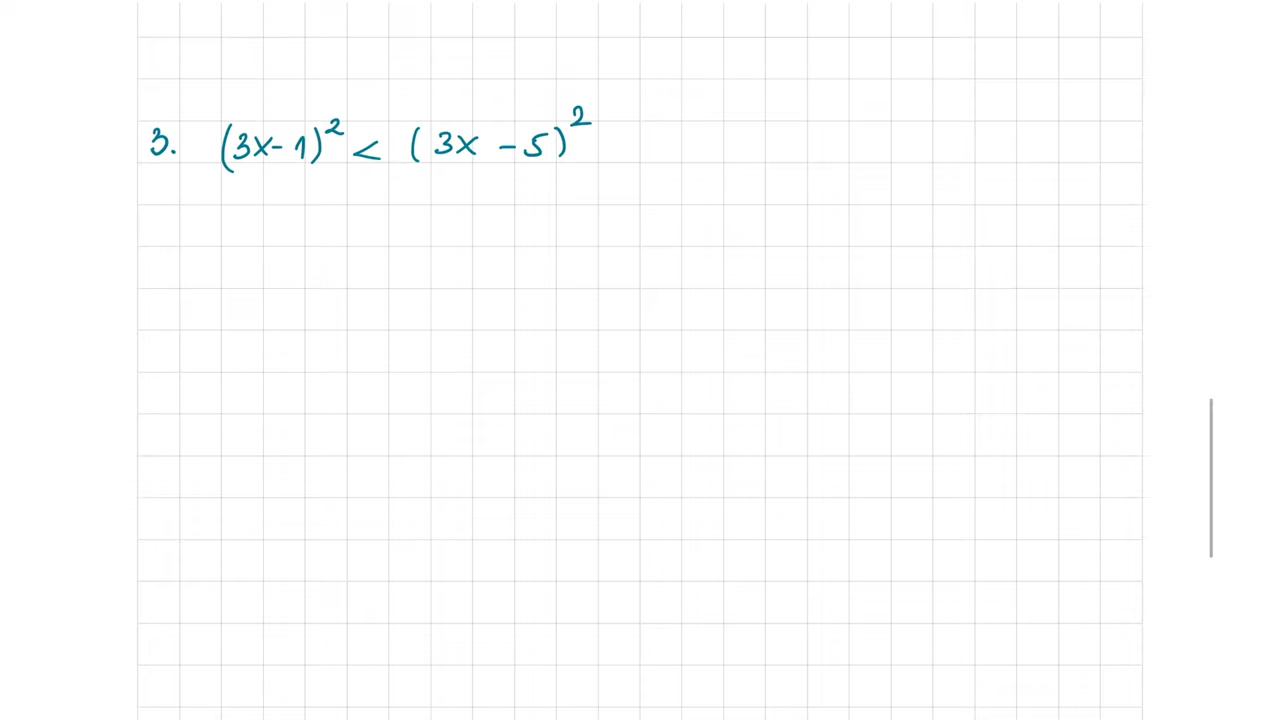 3. (3x-1)² < (3x - 5)²